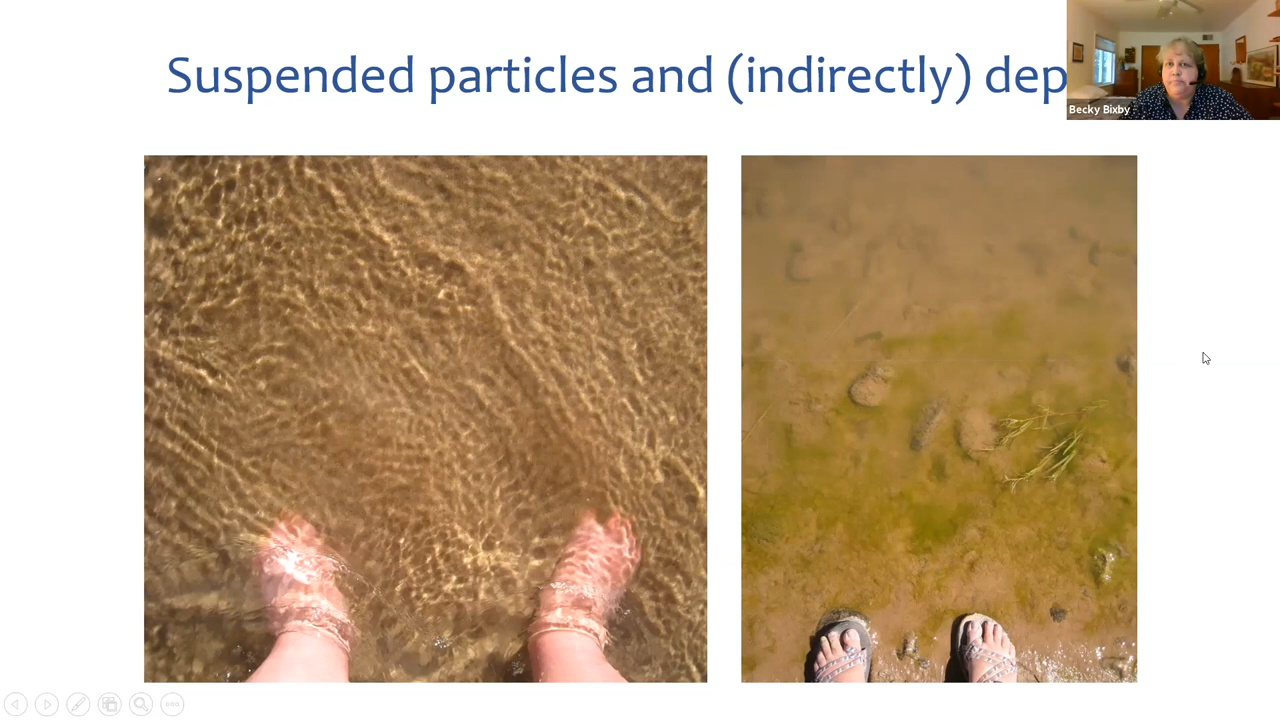 Suspended particles and (indirectly) dep
Becky Bixby